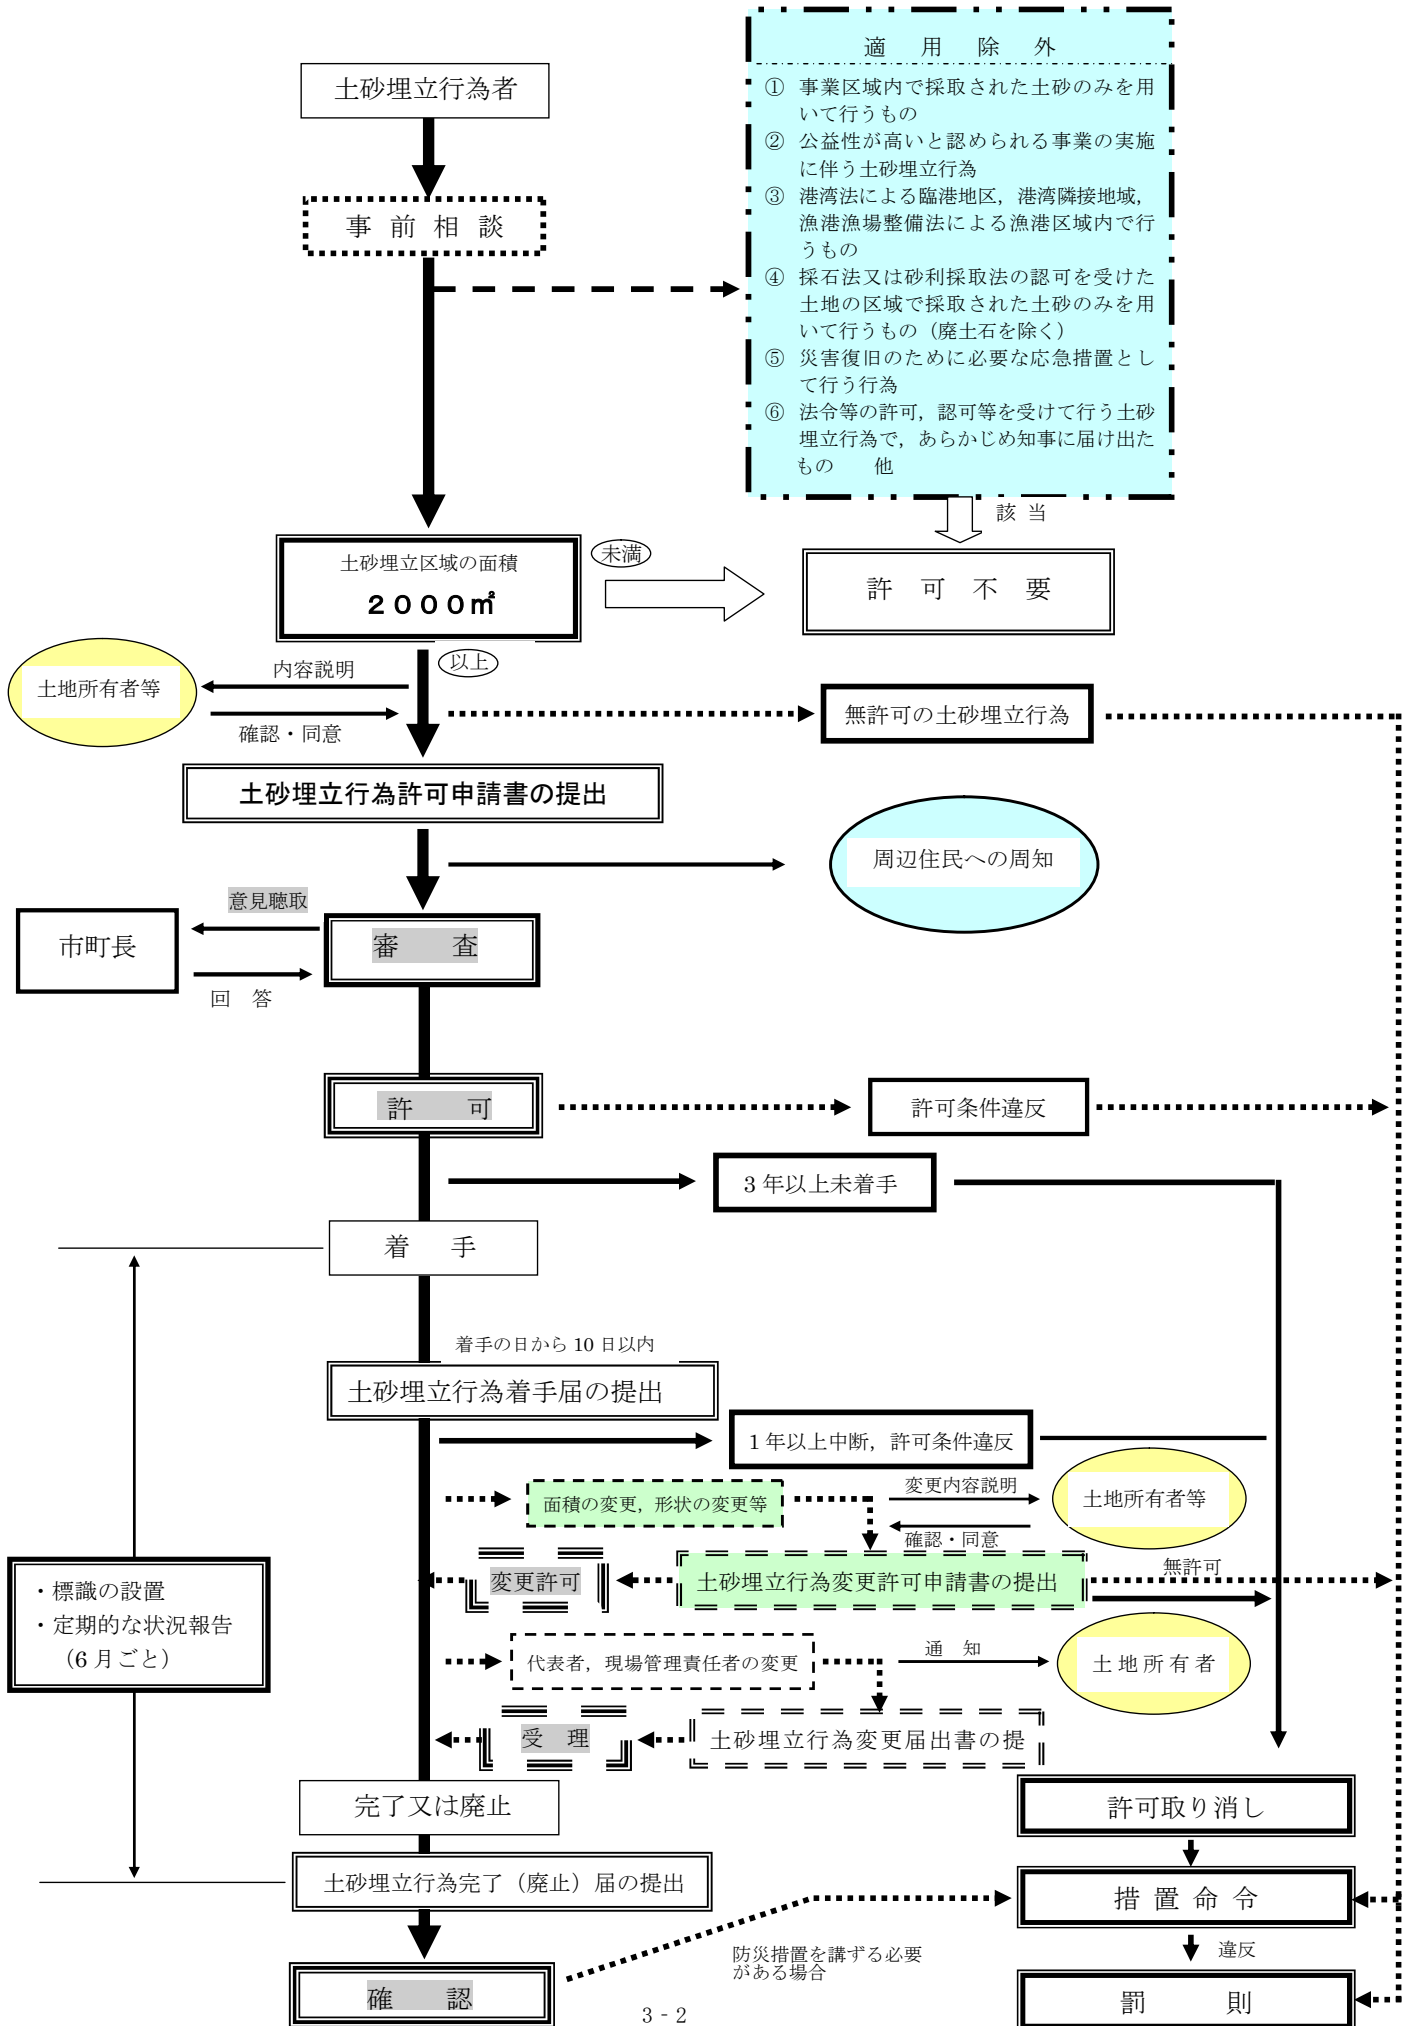 適　用　除　外
土砂埋立行為者
① 事業区域内で採取された土砂のみを用
いて行うもの
② 公益性が高いと認められる事業の実施
に伴う土砂埋立行為
③ 港湾法による臨港地区，港湾隣接地域，
漁港漁場整備法による漁港区域内で行
うもの
④ 採石法又は砂利採取法の認可を受けた
土地の区域で採取された土砂のみを用
いて行うもの（廃土石を除く）
⑤ 災害復旧のために必要な応急措置とし
て行う行為
⑥ 法令等の許可，認可等を受けて行う土砂
埋立行為で，あらかじめ知事に届け出た
もの　他
事 前 相 談
該 当
土砂埋立区域の面積
２０００㎡
未満
許 可 不 要
以上
土地所有者等
内容説明
確認・同意
無許可の土砂埋立行為
土砂埋立行為許可申請書の提出
周辺住民への周知
意見聴取
市町長
審　査
回 答
許　可
許可条件違反
3 年以上未着手
着　手
着手の日から 10 日以内
土砂埋立行為着手届の提出
1 年以上中断，許可条件違反
面積の変更，形状の変更等
変更内容説明
土地所有者等
確認・同意
変更許可
土砂埋立行為変更許可申請書の提出
無許可
・標識の設置
・定期的な状況報告
（6 月ごと）
代表者，現場管理責任者の変更
通 知
土地所有者
受 理
土砂埋立行為変更届出書の提
完了又は廃止
許可取り消し
土砂埋立行為完了（廃止）届の提出
措 置 命 令
防災措置を講ずる必要
がある場合
違反
確　認
罰　則
3 - 2